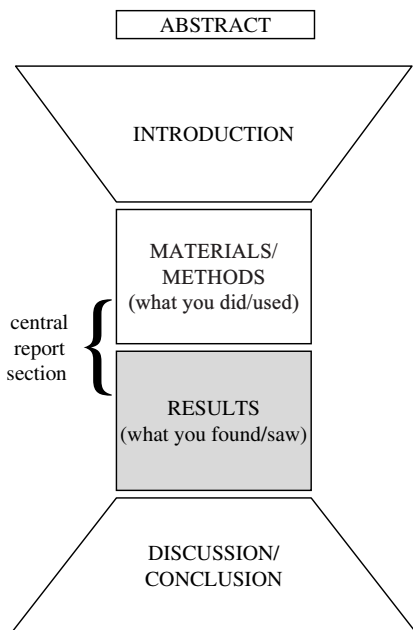 ABSTRACT
INTRODUCTION
MATERIALS/
METHODS
(what you did/used)
central
report
section
RESULTS
(what you found/saw)
DISCUSSION/
CONCLUSION